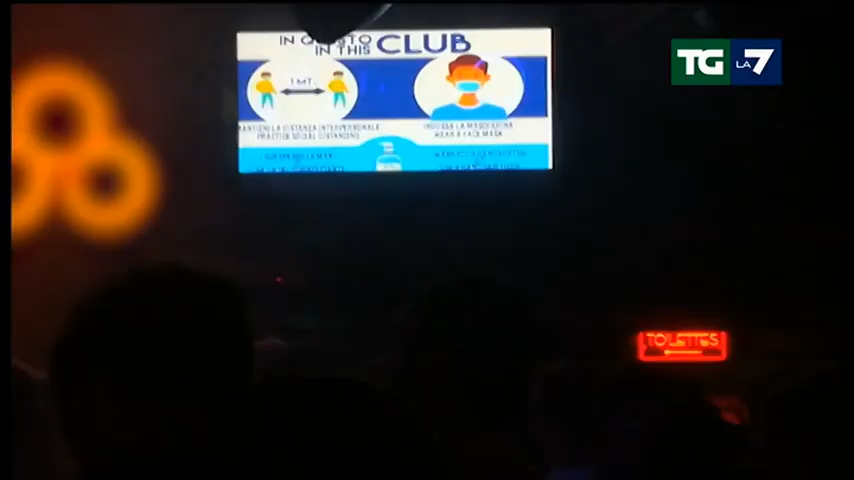 IN QUESTO
IN THIS CLUB
TG LA7
1 MT.
MANTIENI LA DISTANZA INTERPERSONALE
PRACTICE SOCIAL DISTANCING
INDOSSA LA MASCHERINA
WEAR A FACE MASK
TOILETTES